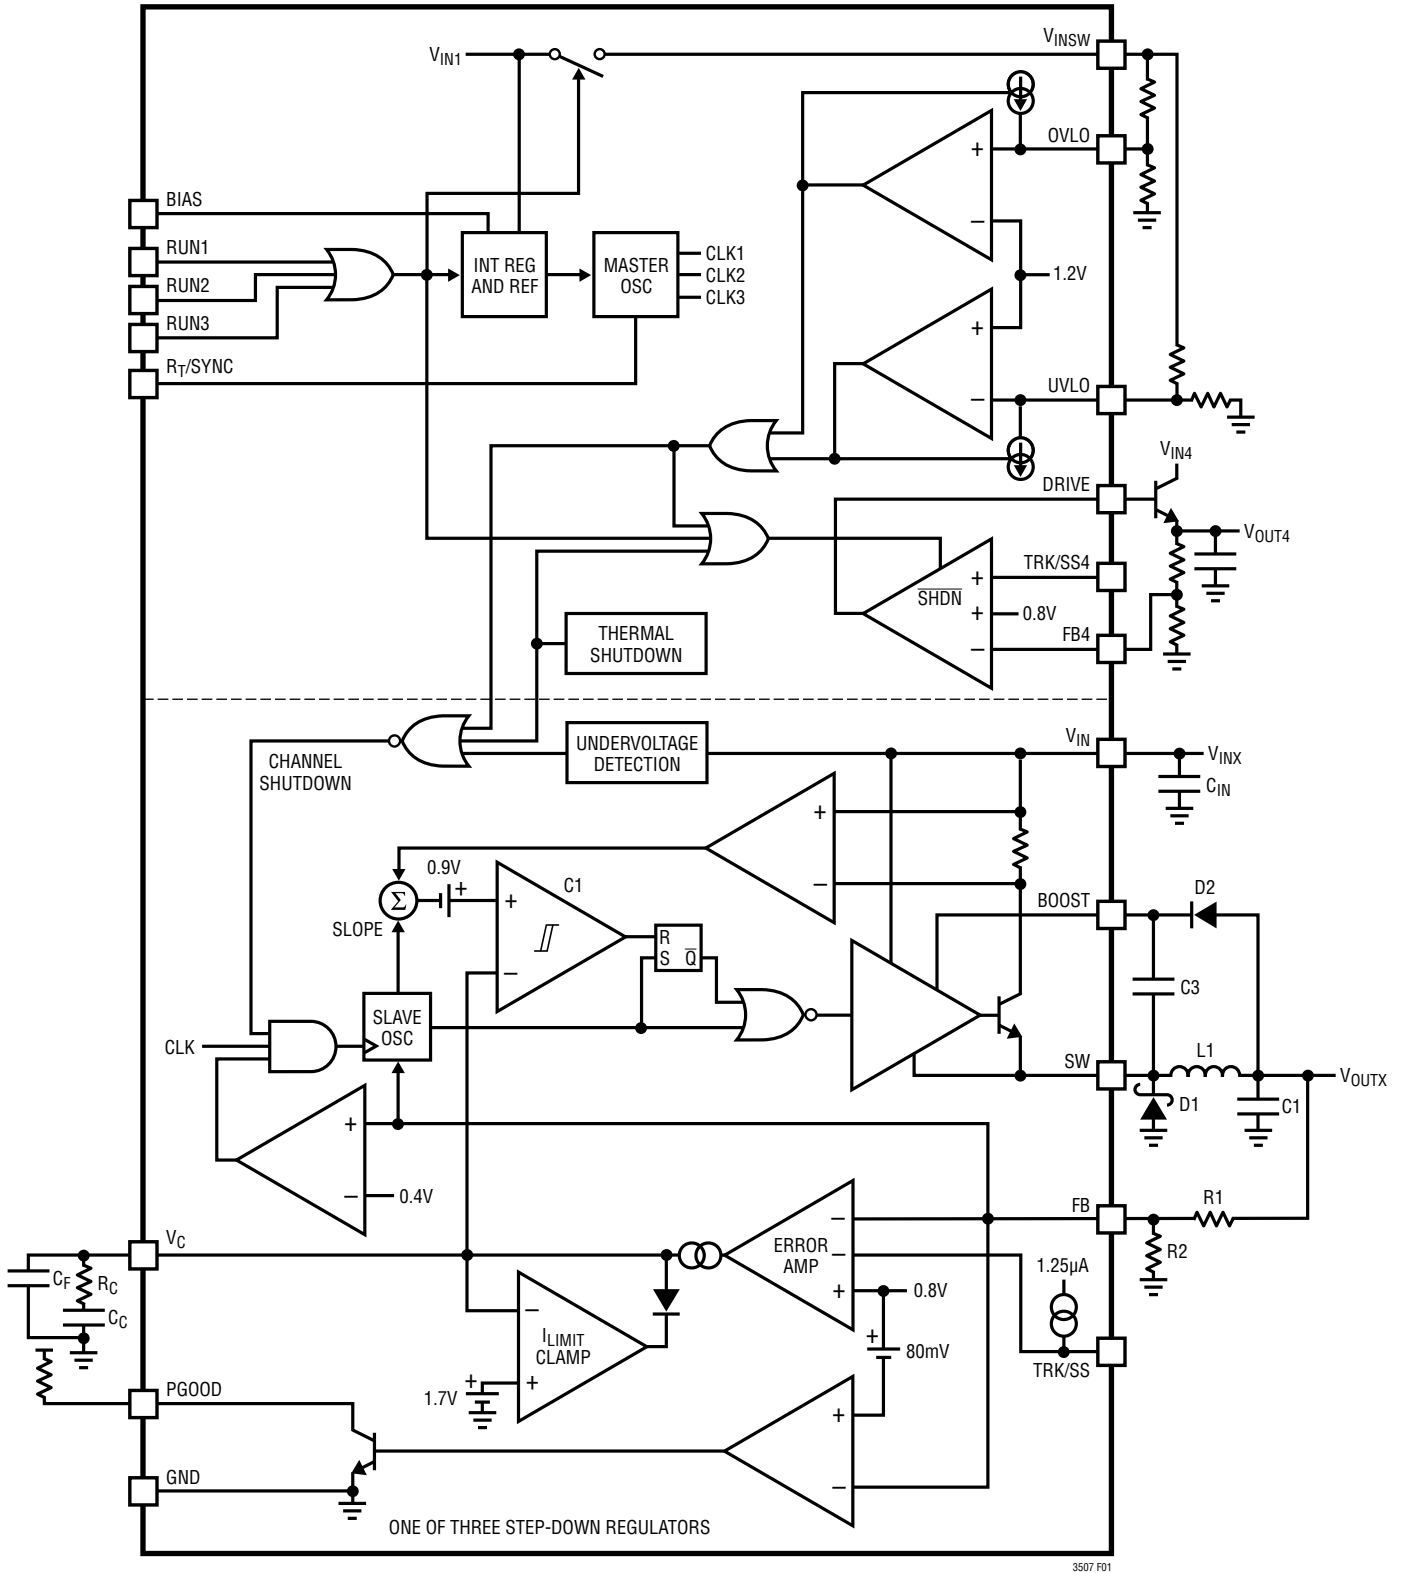 VIN1
VINSW
OVLO
+
–
1.2V
+
–
UVLO
BIAS
RUN1
RUN2
RUN3
RT/SYNC
INT REG
AND REF
MASTER
OSC
CLK1
CLK2
CLK3
DRIVE
VIN4
VOUT4
TRK/SS4
+
SHDN
+
0.8V
FB4
–
THERMAL
SHUTDOWN
CHANNEL
SHUTDOWN
UNDERVOLTAGE
DETECTION
VIN
VINX
CIN
+
–
0.9V
+
Σ
SLOPE
C1
+
–
R
S
Q
BOOST
D2
C3
SLAVE
OSC
CLK
SW
L1
VOUTX
D1
C1
+
–
0.4V
FB
R1
R2
VC
CF
RC
CC
ERROR
AMP
–
–
+
0.8V
+
80mV
1.25µA
TRK/SS
–
ILIMIT
CLAMP
+
1.7V
+
PGOOD
+
–
GND
ONE OF THREE STEP-DOWN REGULATORS
3507 F01